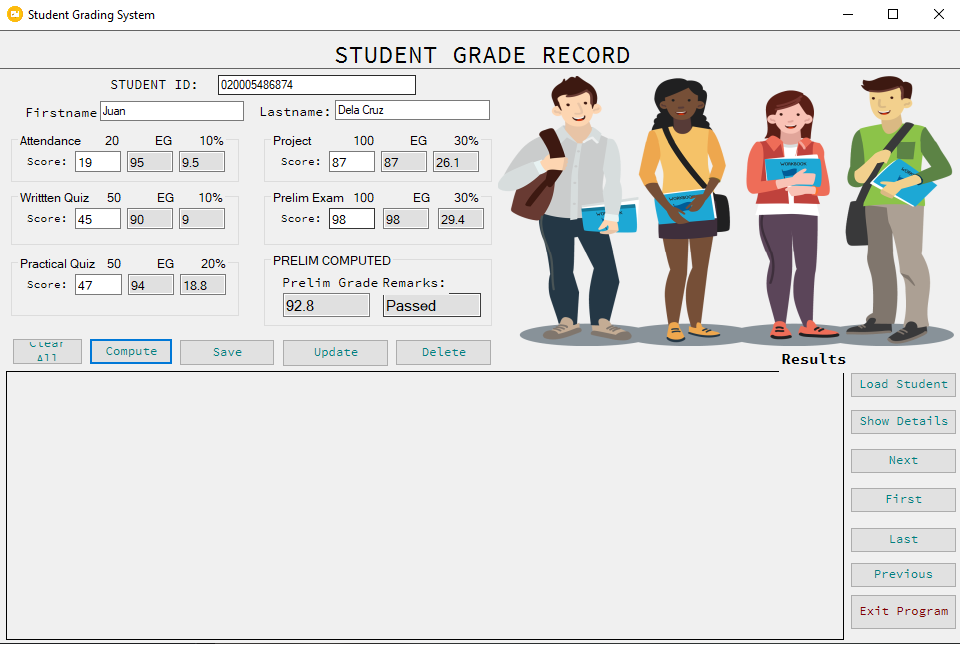 Student Grading System
STUDENT GRADE RECORD
STUDENT ID: 020005486874
Firstname Juan Lastname: Dela Cruz
Attendance 20 EG 10%
Score: 19 95 9.5
Project 100 EG 30%
Score: 87 87 26.1
Writtten Quiz 50 EG 10%
Score: 45 90 9
Prelim Exam 100 EG 30%
Score: 98 98 29.4
Practical Quiz 50 EG 20%
Score: 47 94 18.8
PRELIM COMPUTED
Prelim Grade Remarks:
92.8 Passed
WORKBOOK
WORKBOOK
WORKBOOK
WORKBOOK
Clear
All
Compute
Save
Update
Delete
Results
Load Student
Show Details
Next
First
Last
Previous
Exit Program